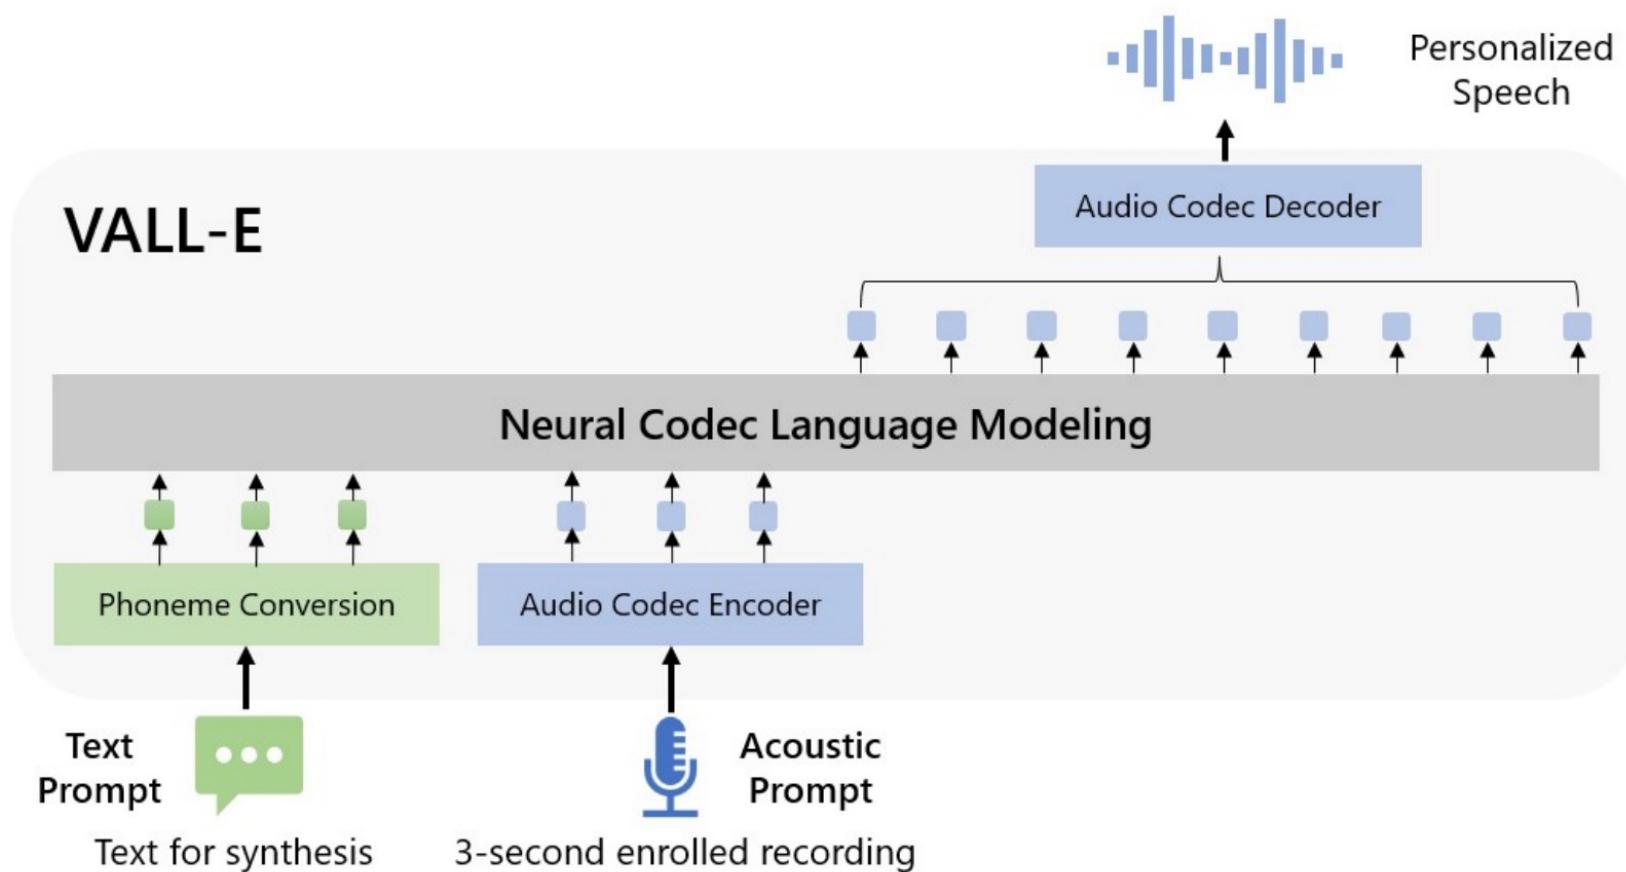 Personalized
Speech
Audio Codec Decoder
VALL-E
Neural Codec Language Modeling
Phoneme Conversion
Audio Codec Encoder
Text
Prompt
Acoustic
Prompt
Text for synthesis
3-second enrolled recording